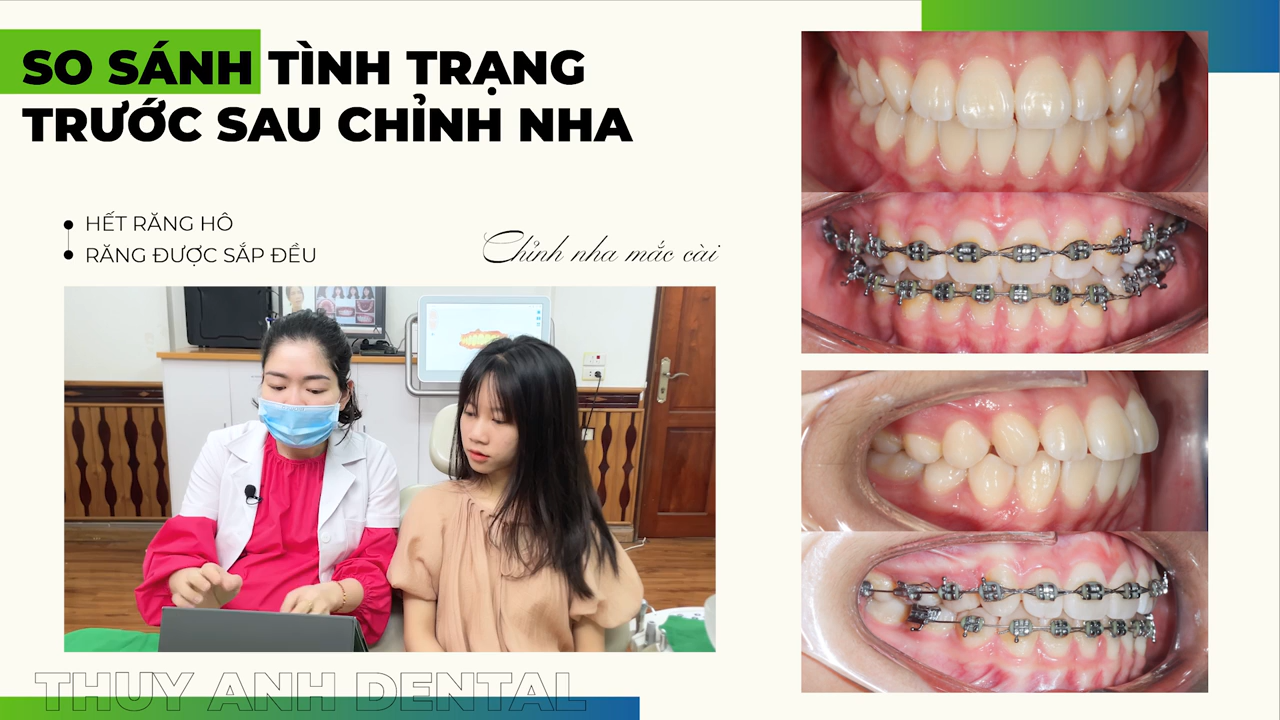 SO SÁNH TÌNH TRẠNG
TRƯỚC SAU CHỈNH NHA
HẾT RĂNG HÔ
RĂNG ĐƯỢC SẮP ĐỀU
Chỉnh nha mắc cài
THUY ANH DENTAL